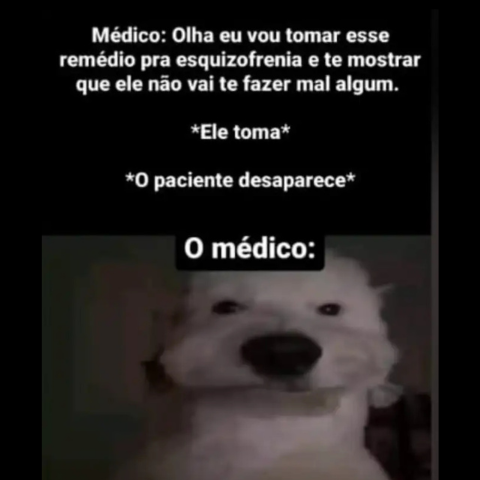 Médico: Olha eu vou tomar esse
remédio pra esquizofrenia e te mostrar
que ele não vai te fazer mal algum.
*Ele toma*
*O paciente desaparece*
O médico: